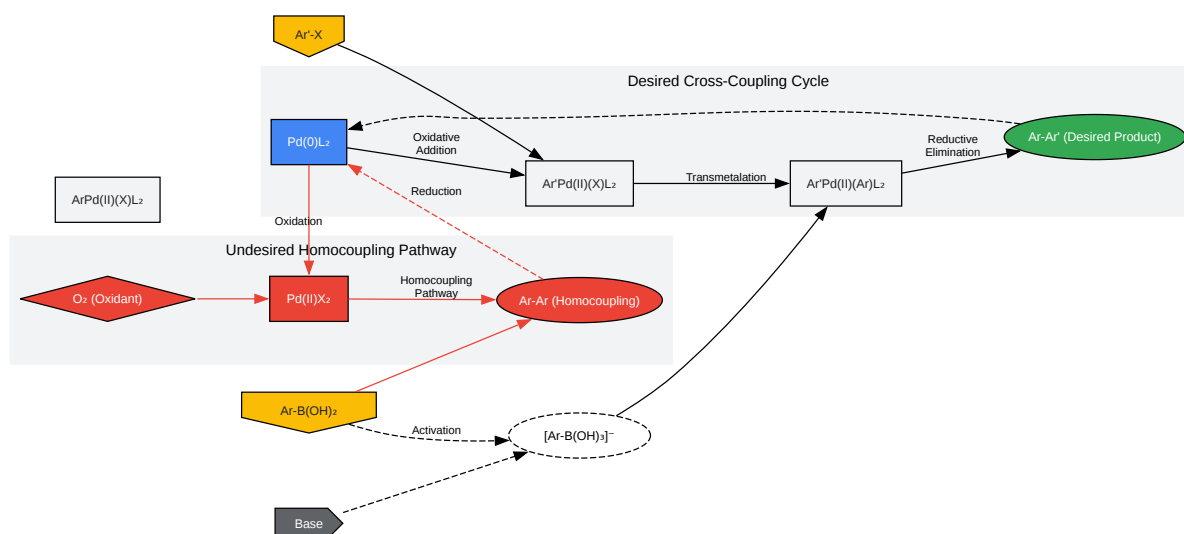 Ar'-X
Desired Cross-Coupling Cycle
Pd(0)L₂
Oxidative
Addition
Reductive
Elimination
Ar-Ar' (Desired Product)
Ar'Pd(II)(X)L₂
Transmetalation
Ar'Pd(II)(Ar)L₂
Reduction
ArPd(II)(X)L₂
Oxidation
Undesired Homocoupling Pathway
O₂ (Oxidant)
Pd(II)X₂
Homocoupling
Pathway
Ar-Ar (Homocoupling)
Ar-B(OH)₂
Activation
[Ar-B(OH)₃]⁻
Base